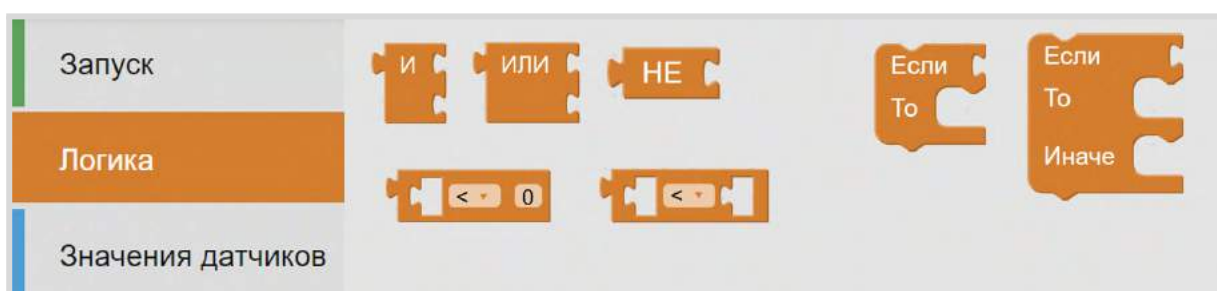 Запуск
Логика
Значения датчиков
И
ИЛИ
НЕ
< 0
<
Если
То
Если
То
Иначе